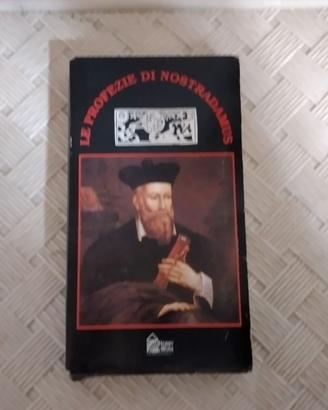 LE PROFEZIE DI NOSTRADAMUS